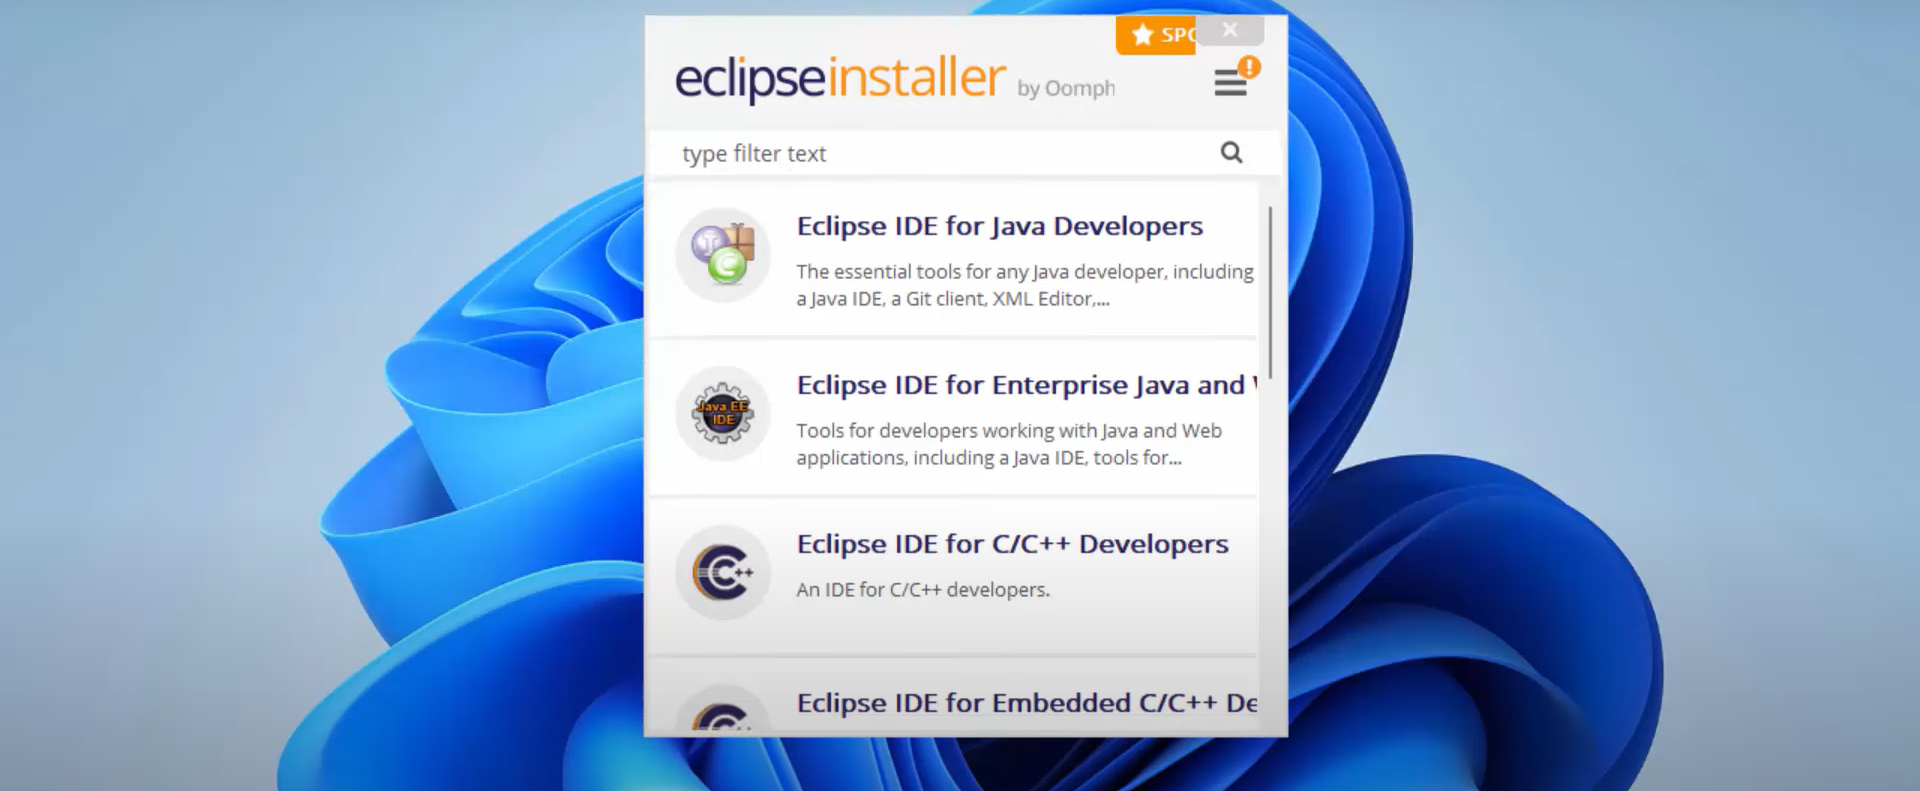 SPO
eclipseinstaller by Oomph
!
type filter text
Eclipse IDE for Java Developers
The essential tools for any Java developer, including
a Java IDE, a Git client, XML Editor,...
Eclipse IDE for Enterprise Java and
Java EE
IDE
Tools for developers working with Java and Web
applications, including a Java IDE, tools for...
Eclipse IDE for C/C++ Developers
C++
An IDE for C/C++ developers.
Eclipse IDE for Embedded C/C++ De